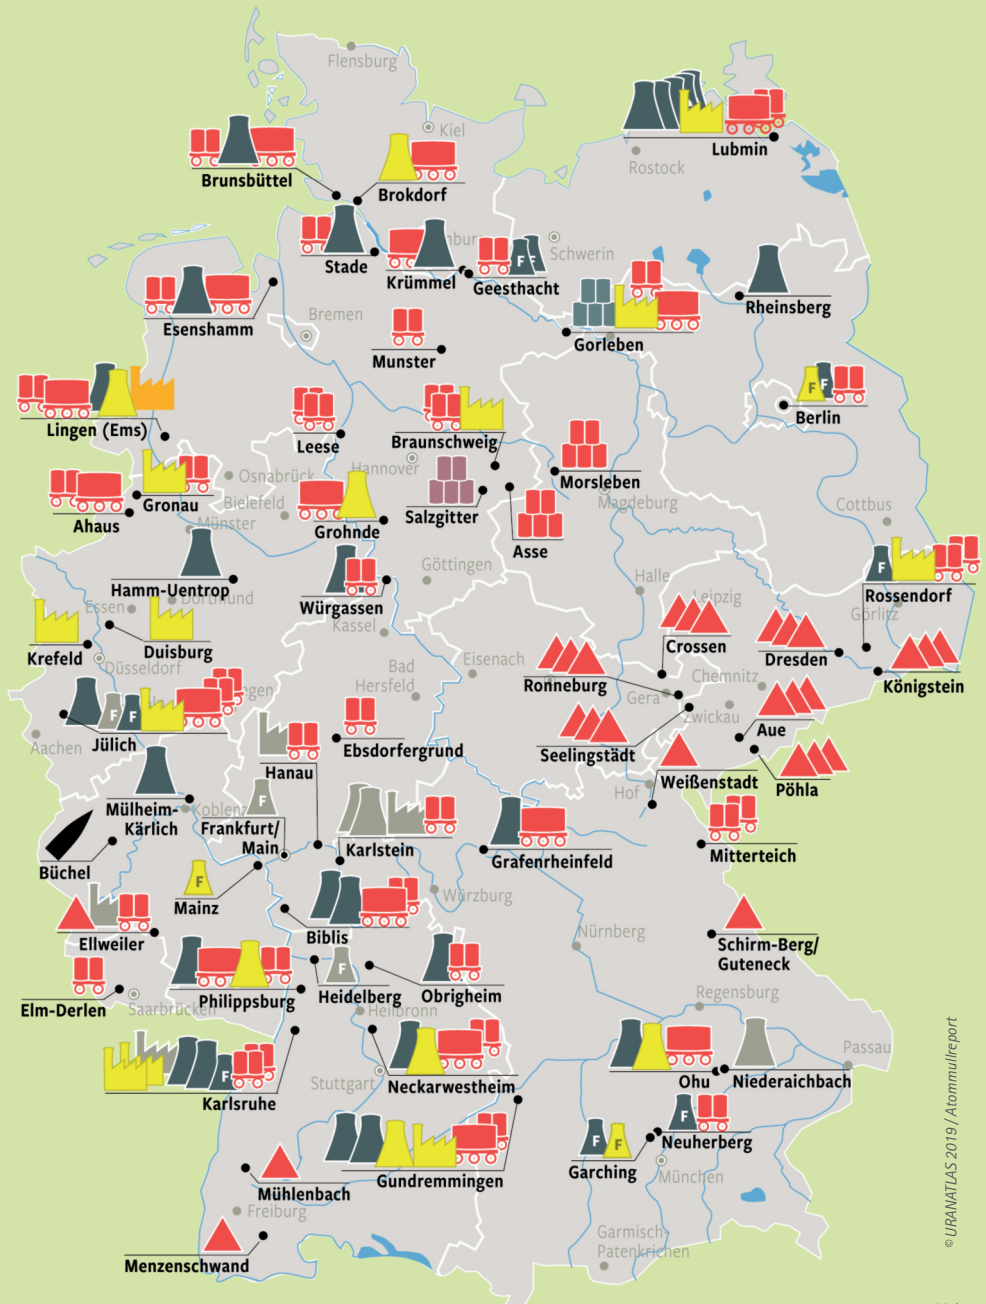 Flensburg
Kiel
Lubmin
Rostock
Brunsbüttel
Brokdorf
Stade
Krümmel
F
F
Geesthacht
Schwerin
Rheinsberg
Esenshamm
Bremen
Munster
Gorleben
Lingen (Ems)
Leese
Braunschweig
F
F
Berlin
Hannover
Osnabrück
Morsleben
Magdeburg
Ahaus
Gronau
Bielefeld
Münster
Grohnde
Salzgitter
Asse
Cottbus
Hamm-Uentrop
Dortmund
Essen
Würgassen
Göttingen
Kassel
Halle
Leipzig
F
Rossendorf
Görlitz
Krefeld
Duisburg
Düsseldorf
Crossen
Dresden
Königstein
Bad
Hersfeld
Eisenach
Ronneburg
Gera
Chemnitz
Zwickau
F
F
Jülich
Aachen
Hanau
Ebsdorfergrund
Seelingstädt
Aue
Weißenstadt
Pöhla
Hof
Mülheim-
Kärlich
Koblenz
F
Frankfurt/
Main
Karlstein
Grafenrheinfeld
Mitterteich
Büchel
F
Mainz
Würzburg
Ellweiler
Biblis
Nürnberg
Schirm-Berg/
Guteneck
Elm-Derlen
Saarbrücken
Philippsburg
F
Heidelberg
Obrigheim
Heilbronn
Regensburg
F
Karlsruhe
Stuttgart
Neckarwestheim
Ohu
Niederaichbach
Passau
Mühlenbach
Gundremmingen
F
F
Garching
F
Neuherberg
München
Freiburg
Menzenschwand
Garmisch-
Patenkrichen
© URANATLAS 2019 / Atommullreport